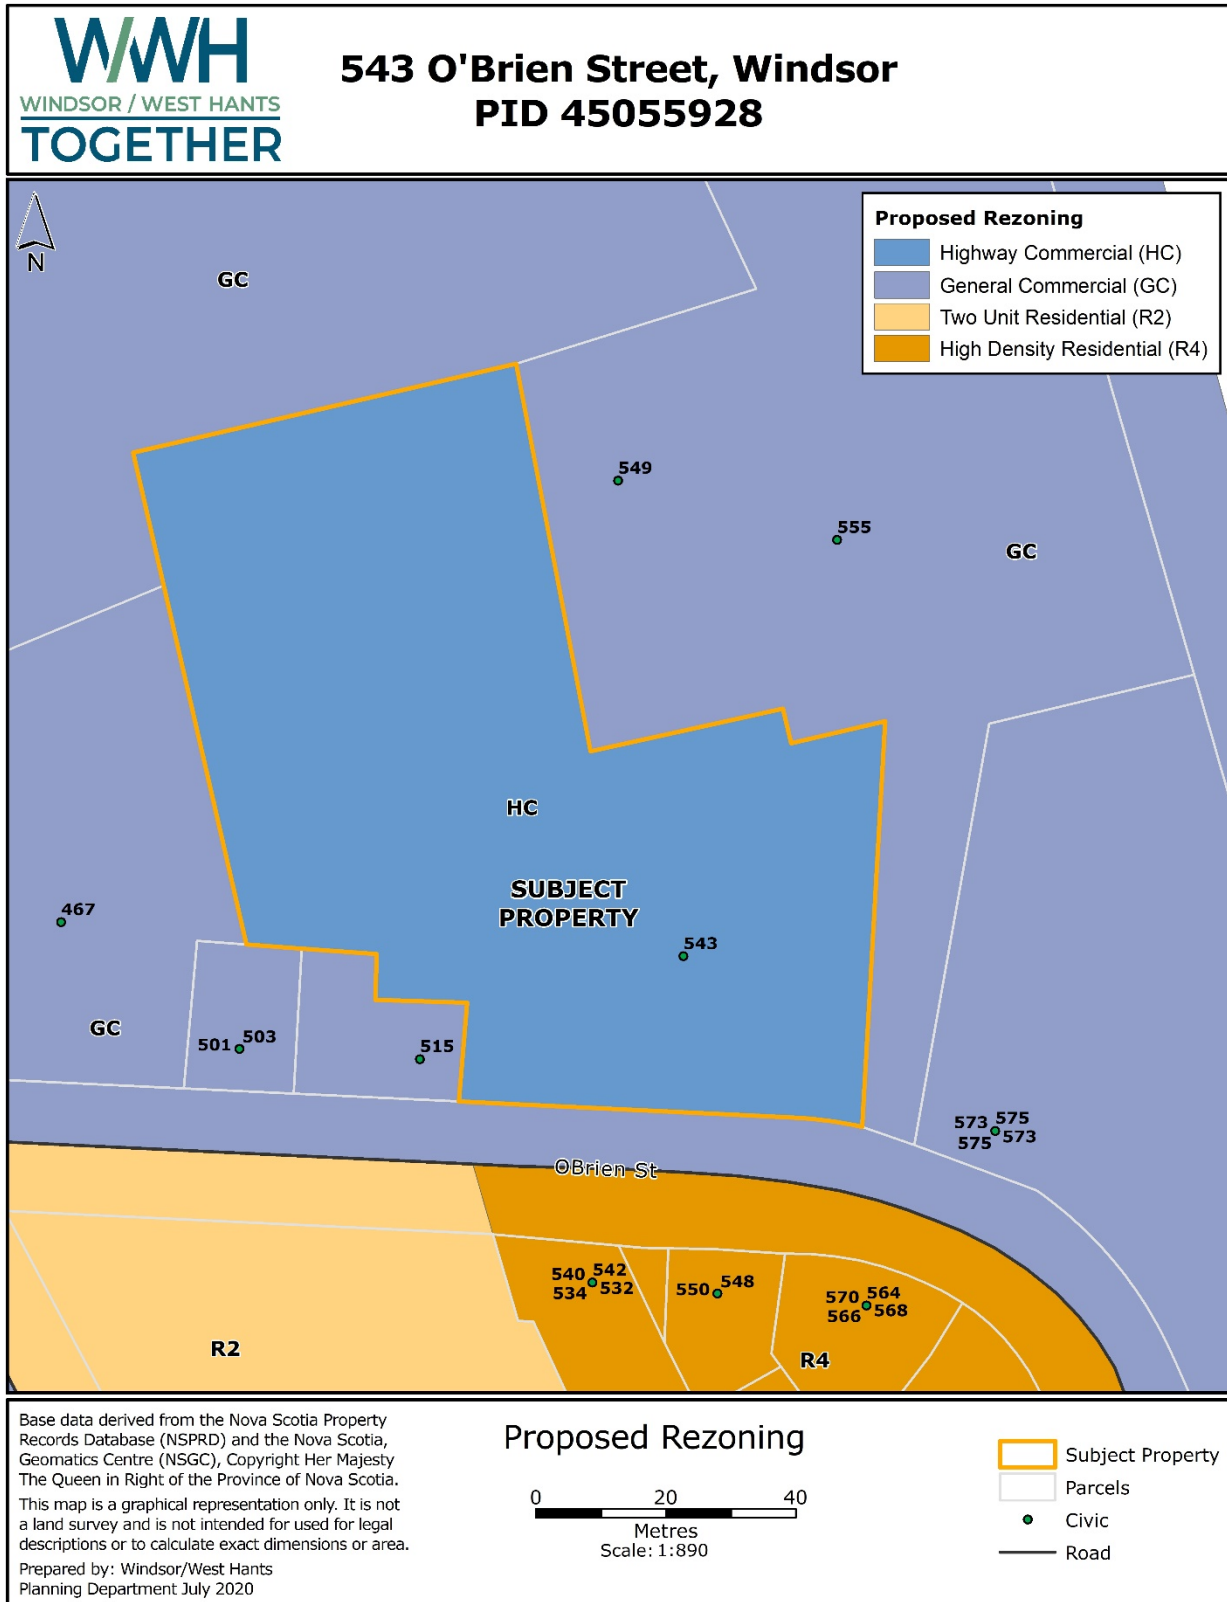 WWH
WINDSOR / WEST HANTS
TOGETHER
543 O'Brien Street, Windsor
PID 45055928
N
Proposed Rezoning
Highway Commercial (HC)
General Commercial (GC)
Two Unit Residential (R2)
High Density Residential (R4)
GC
549
555
GC
HC
SUBJECT
PROPERTY
467
543
GC
501 503
515
573 575
575 573
OBrien St
540 542
534 532
550 548
570 564
566 568
R2
R4
Base data derived from the Nova Scotia Property
Records Database (NSPRD) and the Nova Scotia,
Geomatics Centre (NSGC), Copyright Her Majesty
The Queen in Right of the Province of Nova Scotia.
This map is a graphical representation only. It is not
a land survey and is not intended for used for legal
descriptions or to calculate exact dimensions or area.
Prepared by: Windsor/West Hants
Planning Department July 2020
Proposed Rezoning
0 20 40
Metres
Scale: 1:890
Subject Property
Parcels
Civic
Road